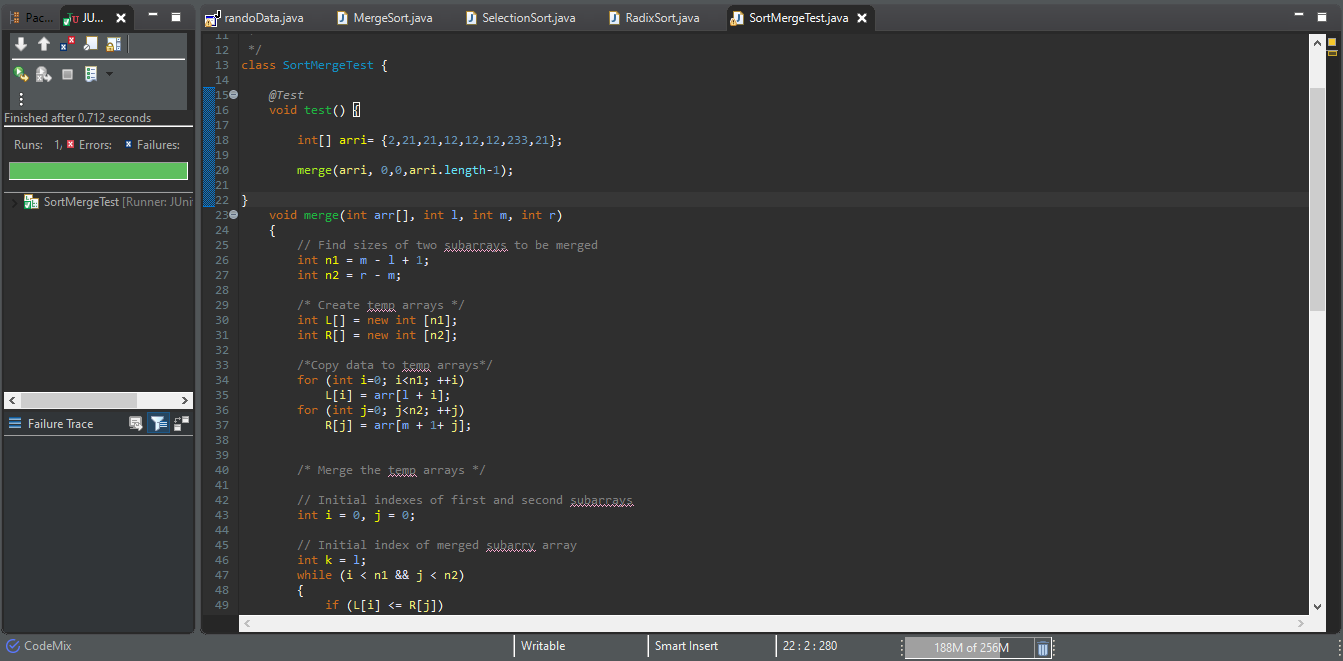 Pac...
JU...
randoData.java
MergeSort.java
SelectionSort.java
RadixSort.java
SortMergeTest.java
Finished after 0.712 seconds
Runs: 1/
Errors:
Failures:
SortMergeTest [Runner: JUni
Failure Trace
11
12 */
13 class SortMergeTest {
14
15 @Test
16 void test() {
17
18 int[] arri= {2,21,21,12,12,12,233,21};
19
20 merge(arri, 0,0,arri.length-1);
21
22 }
23 void merge(int arr[], int l, int m, int r)
24 {
25 // Find sizes of two subarrays to be merged
26 int n1 = m - l + 1;
27 int n2 = r - m;
28
29 /* Create temp arrays */
30 int L[] = new int [n1];
31 int R[] = new int [n2];
32
33 /*Copy data to temp arrays*/
34 for (int i=0; i<n1; ++i)
35 L[i] = arr[l + i];
36 for (int j=0; j<n2; ++j)
37 R[j] = arr[m + 1+ j];
38
39
40 /* Merge the temp arrays */
41
42 // Initial indexes of first and second subarrays
43 int i = 0, j = 0;
44
45 // Initial index of merged subarry array
46 int k = l;
47 while (i < n1 && j < n2)
48 {
49 if (L[i] <= R[j])
CodeMix
Writable
Smart Insert
22 : 2 : 280
188M of 256M